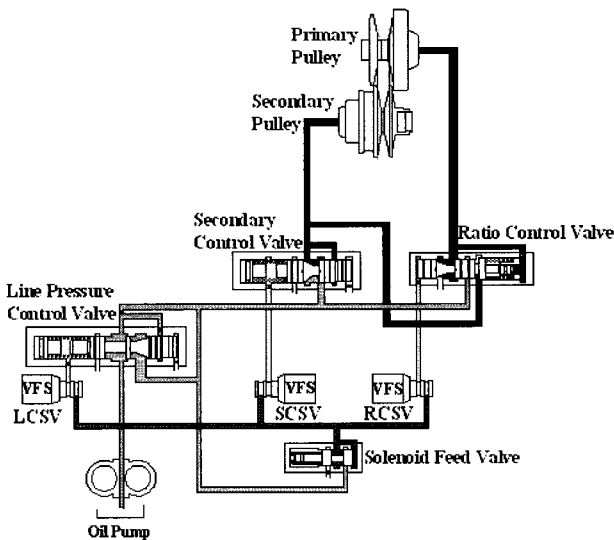 Primary
Pulley
Secondary
Pulley
Secondary
Control Valve
Ratio Control Valve
Line Pressure
Control Valve
VFS
VFS
VFS
LCSV
SCSV
RCSV
Solenoid Feed Valve
Oil Pump